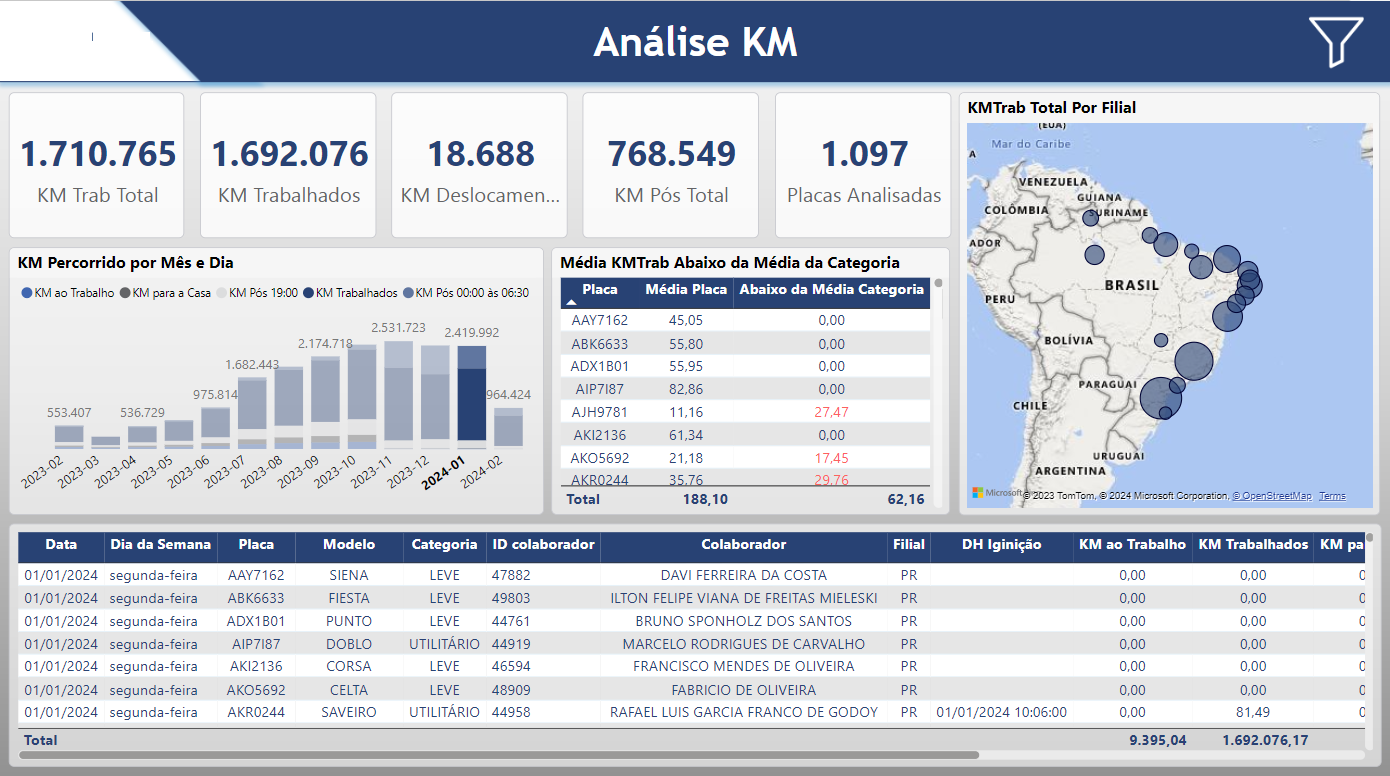 Análise KM
1.710.765
KM Trab Total
1.692.076
KM Trabalhados
18.688
KM Deslocamen...
768.549
KM Pós Total
1.097
Placas Analisadas
KM Percorrido por Mês e Dia
KM ao Trabalho KM para a Casa KM Pós 19:00 KM Trabalhados KM Pós 00:00 às 06:30
553.407
536.729
975.814
1.682.443
2.174.718
2.531.723
2.419.992
964.424
2023-02 2023-03 2023-04 2023-05 2023-06 2023-07 2023-08 2023-09 2023-10 2023-11 2023-12 2024-01 2024-02
Média KMTrab Abaixo da Média da Categoria
Placa Média Placa Abaixo da Média Categoria
AAY7162 45,05 0,00
ABK6633 55,80 0,00
ADX1B01 55,95 0,00
AIP7I87 82,86 0,00
AJH9781 11,16 27,47
AKI2136 61,34 0,00
AKO5692 21,18 17,45
AKR0244 35,76 29,76
Total 188,10 62,16
KMTrab Total Por Filial
(EUA)
Mar do Caribe
A
VENEZUELA
GUIANA
COLÔMBIA
SURINAME
ADOR
BRASIL
PERU
BOLÍVIA
PARAGUAI
CHILE
URUGUAI
ARGENTINA
Microsoft © 2023 TomTom, © 2024 Microsoft Corporation, © OpenStreetMap Terms
Data Dia da Semana Placa Modelo Categoria ID colaborador Colaborador Filial DH Iginição KM ao Trabalho KM Trabalhados KM pa
01/01/2024 segunda-feira AAY7162 SIENA LEVE 47882 DAVI FERREIRA DA COSTA PR 0,00 0,00 0
01/01/2024 segunda-feira ABK6633 FIESTA LEVE 49803 ILTON FELIPE VIANA DE FREITAS MIELESKI PR 0,00 0,00 0
01/01/2024 segunda-feira ADX1B01 PUNTO LEVE 44761 BRUNO SPONHOLZ DOS SANTOS PR 0,00 0,00 0
01/01/2024 segunda-feira AIP7I87 DOBLO UTILITÁRIO 44919 MARCELO RODRIGUES DE CARVALHO PR 0,00 0,00 0
01/01/2024 segunda-feira AKI2136 CORSA LEVE 46594 FRANCISCO MENDES DE OLIVEIRA PR 0,00 0,00 0
01/01/2024 segunda-feira AKO5692 CELTA LEVE 48909 FABRICIO DE OLIVEIRA PR 0,00 0,00 0
01/01/2024 segunda-feira AKR0244 SAVEIRO UTILITÁRIO 44958 RAFAEL LUIS GARCIA FRANCO DE GODOY PR 01/01/2024 10:06:00 0,00 81,49 0
Total 9.395,04 1.692.076,17